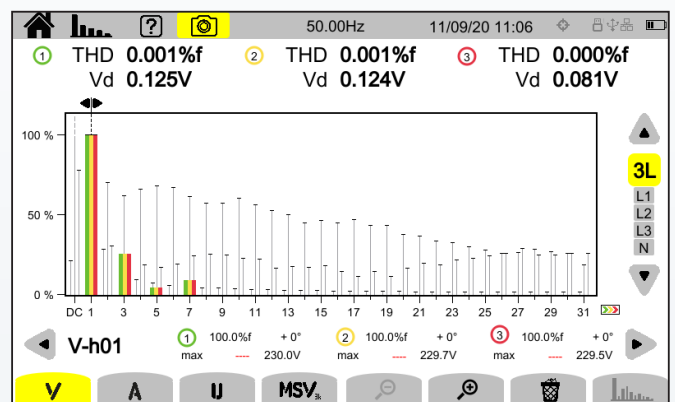 ? 50.00Hz 11/09/20 11:06
1 THD 0.001%f 2 THD 0.001%f 3 THD 0.000%f
Vd 0.125V Vd 0.124V Vd 0.081V
100 %
50 %
0 %
DC 1 3 5 7 9 11 13 15 17 19 21 23 25 27 29 31
3L
L1
L2
L3
N
V-h01 1 100.0%f + 0° 2 100.0%f + 0° 3 100.0%f + 0°
max ---- 230.0V max ---- 229.7V max ---- 229.5V
V A U MSV